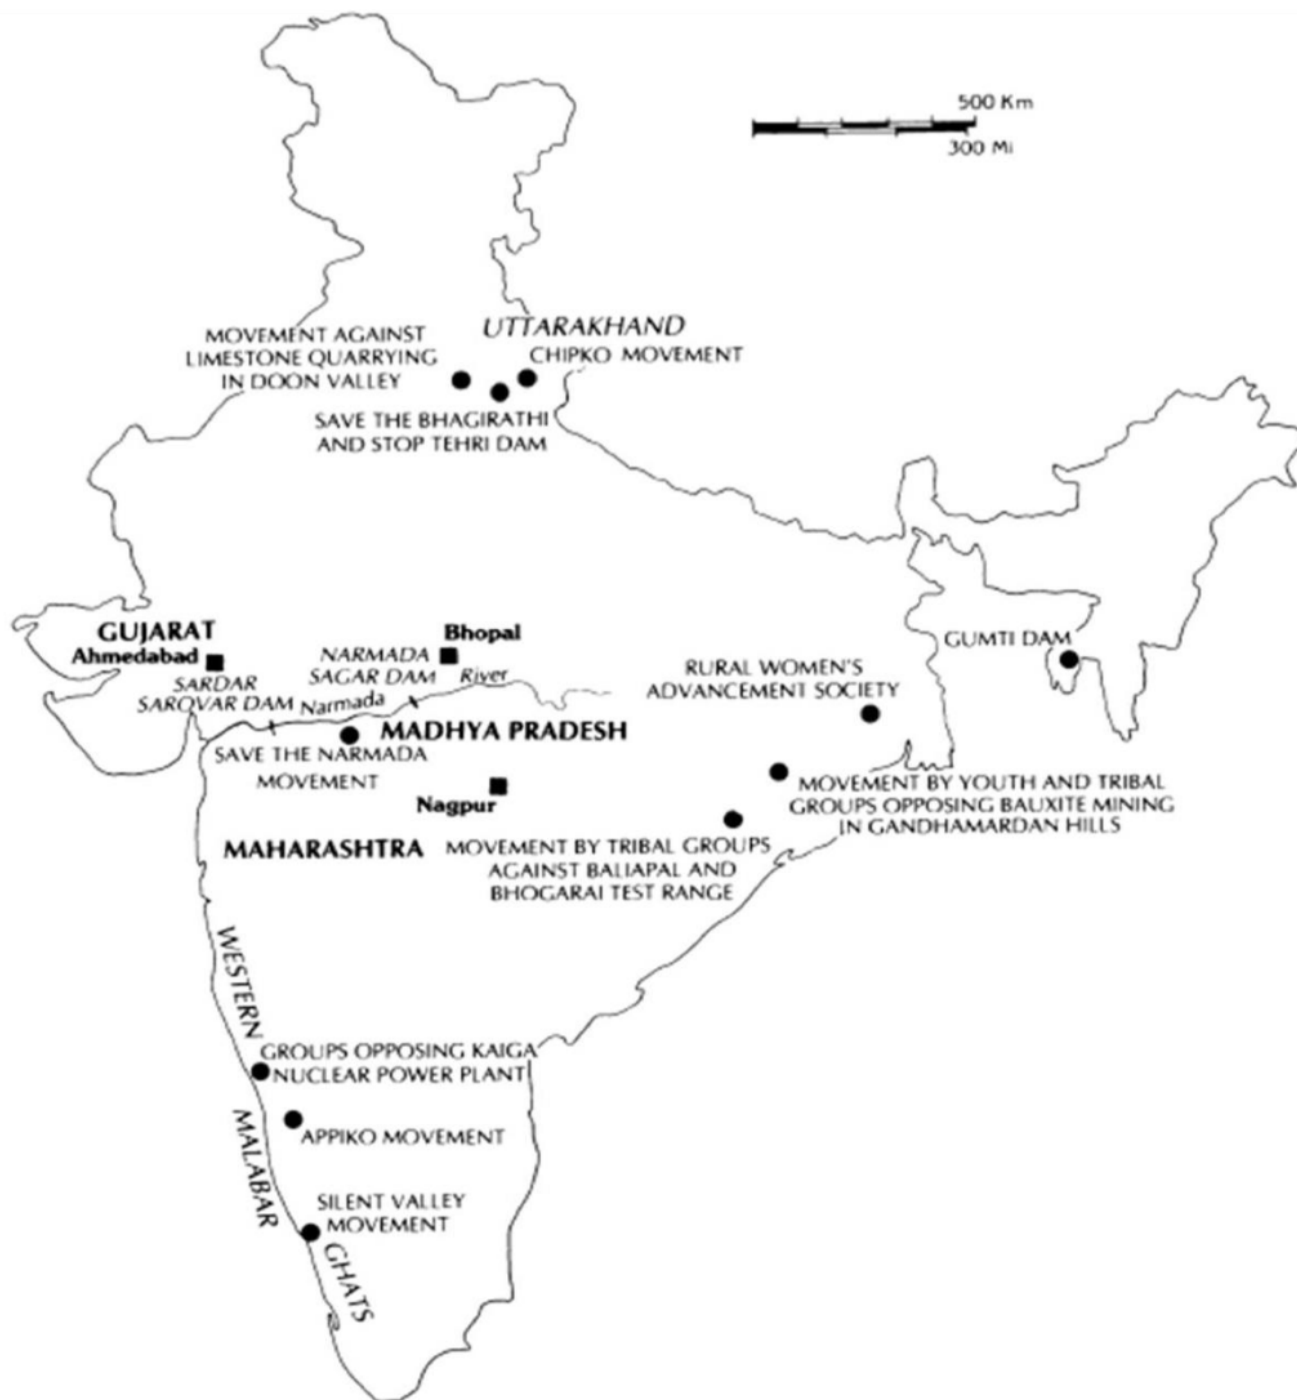 500 Km
300 Mi
UTTARAKHAND
MOVEMENT AGAINST
LIMESTONE QUARRYING
IN DOON VALLEY
CHIPKO MOVEMENT
SAVE THE BHAGIRATHI
AND STOP TEHRI DAM
GUJARAT
Ahmedabad
SARDAR
SAROVAR DAM
NARMADA
SAGAR DAM
Bhopal
Narmada
River
MADHYA PRADESH
SAVE THE NARMADA
MOVEMENT
Nagpur
MAHARASHTRA
GUMTI DAM
RURAL WOMEN'S
ADVANCEMENT SOCIETY
MOVEMENT BY YOUTH AND TRIBAL
GROUPS OPPOSING BAUXITE MINING
IN GANDHAMARDAN HILLS
MOVEMENT BY TRIBAL GROUPS
AGAINST BALIAPAL AND
BHOGARAI TEST RANGE
WESTERN
GROUPS OPPOSING KAIGA
NUCLEAR POWER PLANT
MALABAR
APPIKO MOVEMENT
SILENT VALLEY
MOVEMENT
GHATS